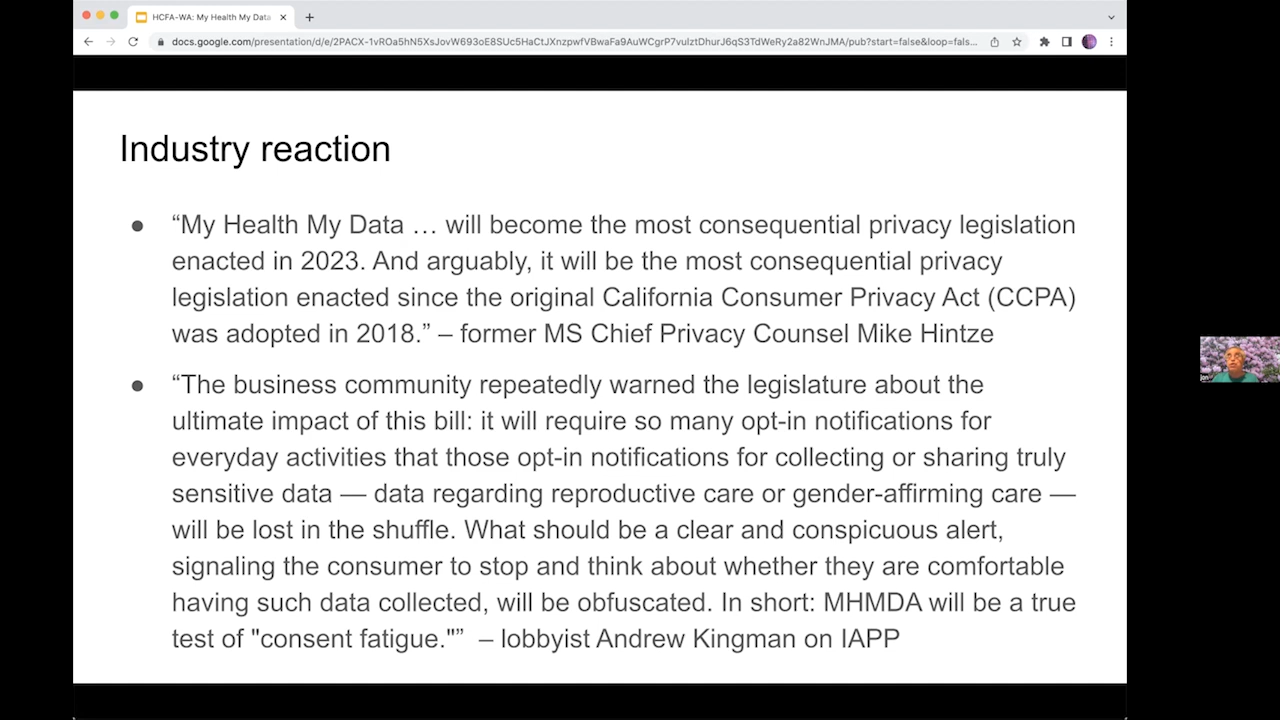 HCFA-WA: My Health My Data
docs.google.com/presentation/d/e/2PACX-1vROa5hN5XsJovW693oE8SUc5HaCtJXnzpwfVBwaFa9AuWCgrP7vulztDhurJ6qS3TdWeRy2a82WnJMA/pub?start=false&loop=fals...
Industry reaction
● “My Health My Data … will become the most consequential privacy legislation
enacted in 2023. And arguably, it will be the most consequential privacy
legislation enacted since the original California Consumer Privacy Act (CCPA)
was adopted in 2018.” – former MS Chief Privacy Counsel Mike Hintze
● “The business community repeatedly warned the legislature about the
ultimate impact of this bill: it will require so many opt-in notifications for
everyday activities that those opt-in notifications for collecting or sharing truly
sensitive data — data regarding reproductive care or gender-affirming care —
will be lost in the shuffle. What should be a clear and conspicuous alert,
signaling the consumer to stop and think about whether they are comfortable
having such data collected, will be obfuscated. In short: MHMDA will be a true
test of "consent fatigue."” – lobbyist Andrew Kingman on IAPP
Jon